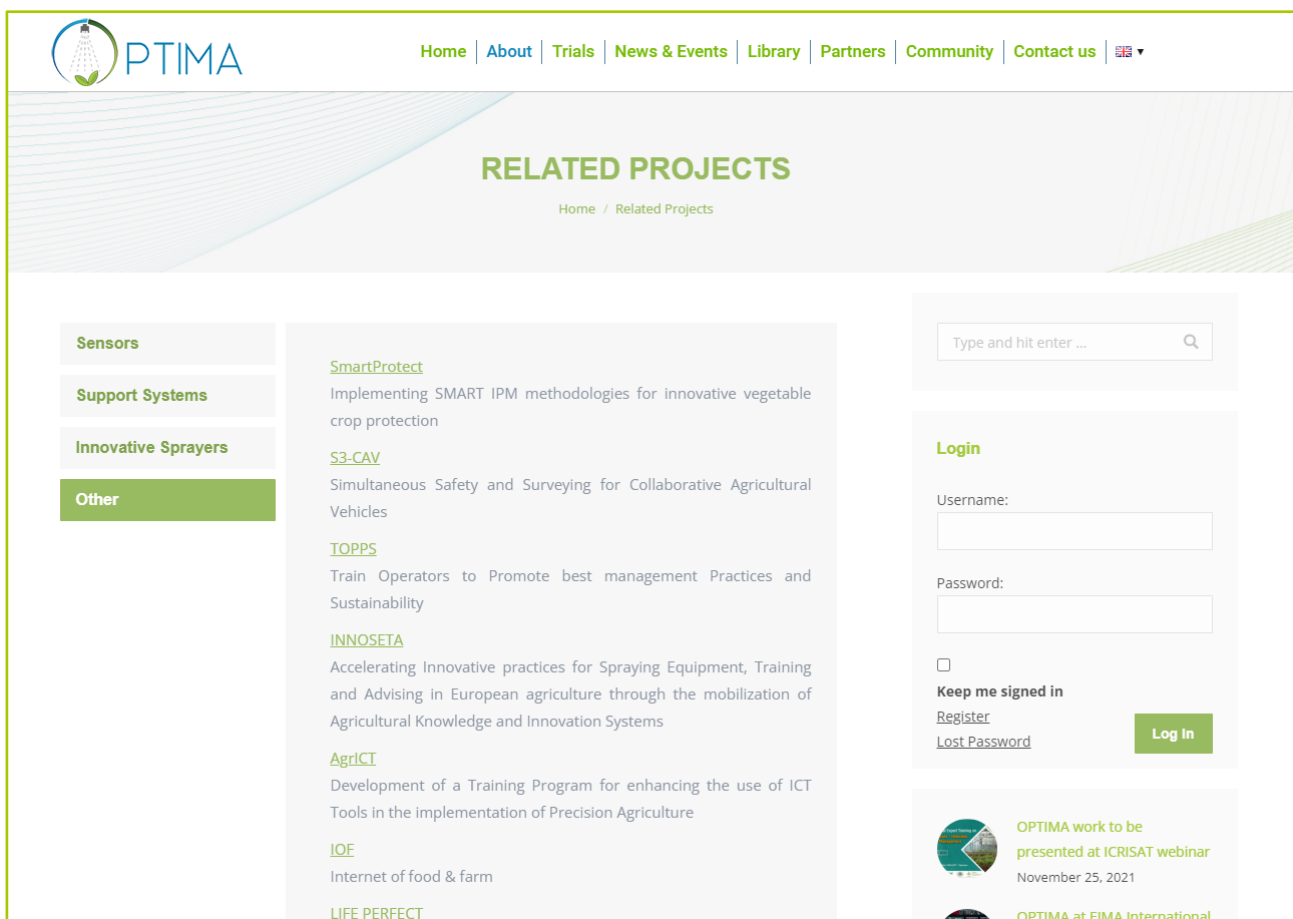 OPTIMA
Home
About
Trials
News & Events
Library
Partners
Community
Contact us
RELATED PROJECTS
Home / Related Projects
Sensors
Support Systems
Innovative Sprayers
Other
SmartProtect
Implementing SMART IPM methodologies for innovative vegetable
crop protection
S3-CAV
Simultaneous Safety and Surveying for Collaborative Agricultural
Vehicles
TOPPS
Train Operators to Promote best management Practices and
Sustainability
INNOSETA
Accelerating Innovative practices for Spraying Equipment, Training
and Advising in European agriculture through the mobilization of
Agricultural Knowledge and Innovation Systems
AgrICT
Development of a Training Program for enhancing the use of ICT
Tools in the implementation of Precision Agriculture
IOF
Internet of food & farm
LIFE PERFECT
Type and hit enter ...
Login
Username:
Password:
Keep me signed in
Register
Lost Password
Log In
OPTIMA work to be
presented at ICRISAT webinar
November 25, 2021
OPTIMA at EIMA International